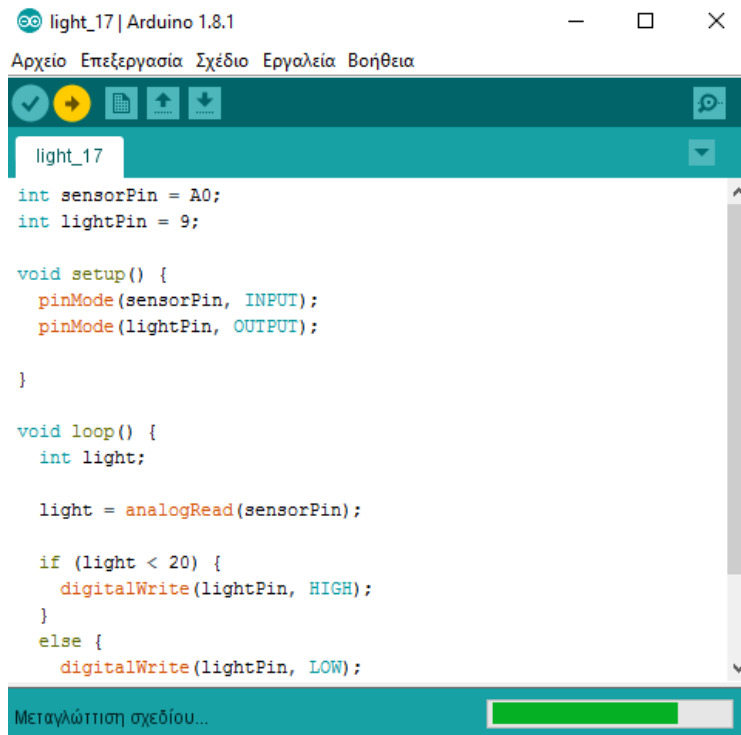 light_17 | Arduino 1.8.1
Αρχείο Επεξεργασία Σχέδιο Εργαλεία Βοήθεια
light_17
int sensorPin = A0;
int lightPin = 9;
void setup() {
  pinMode(sensorPin, INPUT);
  pinMode(lightPin, OUTPUT);
}
void loop() {
  int light;
  light = analogRead(sensorPin);
  if (light < 20) {
    digitalWrite(lightPin, HIGH);
  }
  else {
    digitalWrite(lightPin, LOW);
Μεταγλώττιση σχεδίου...